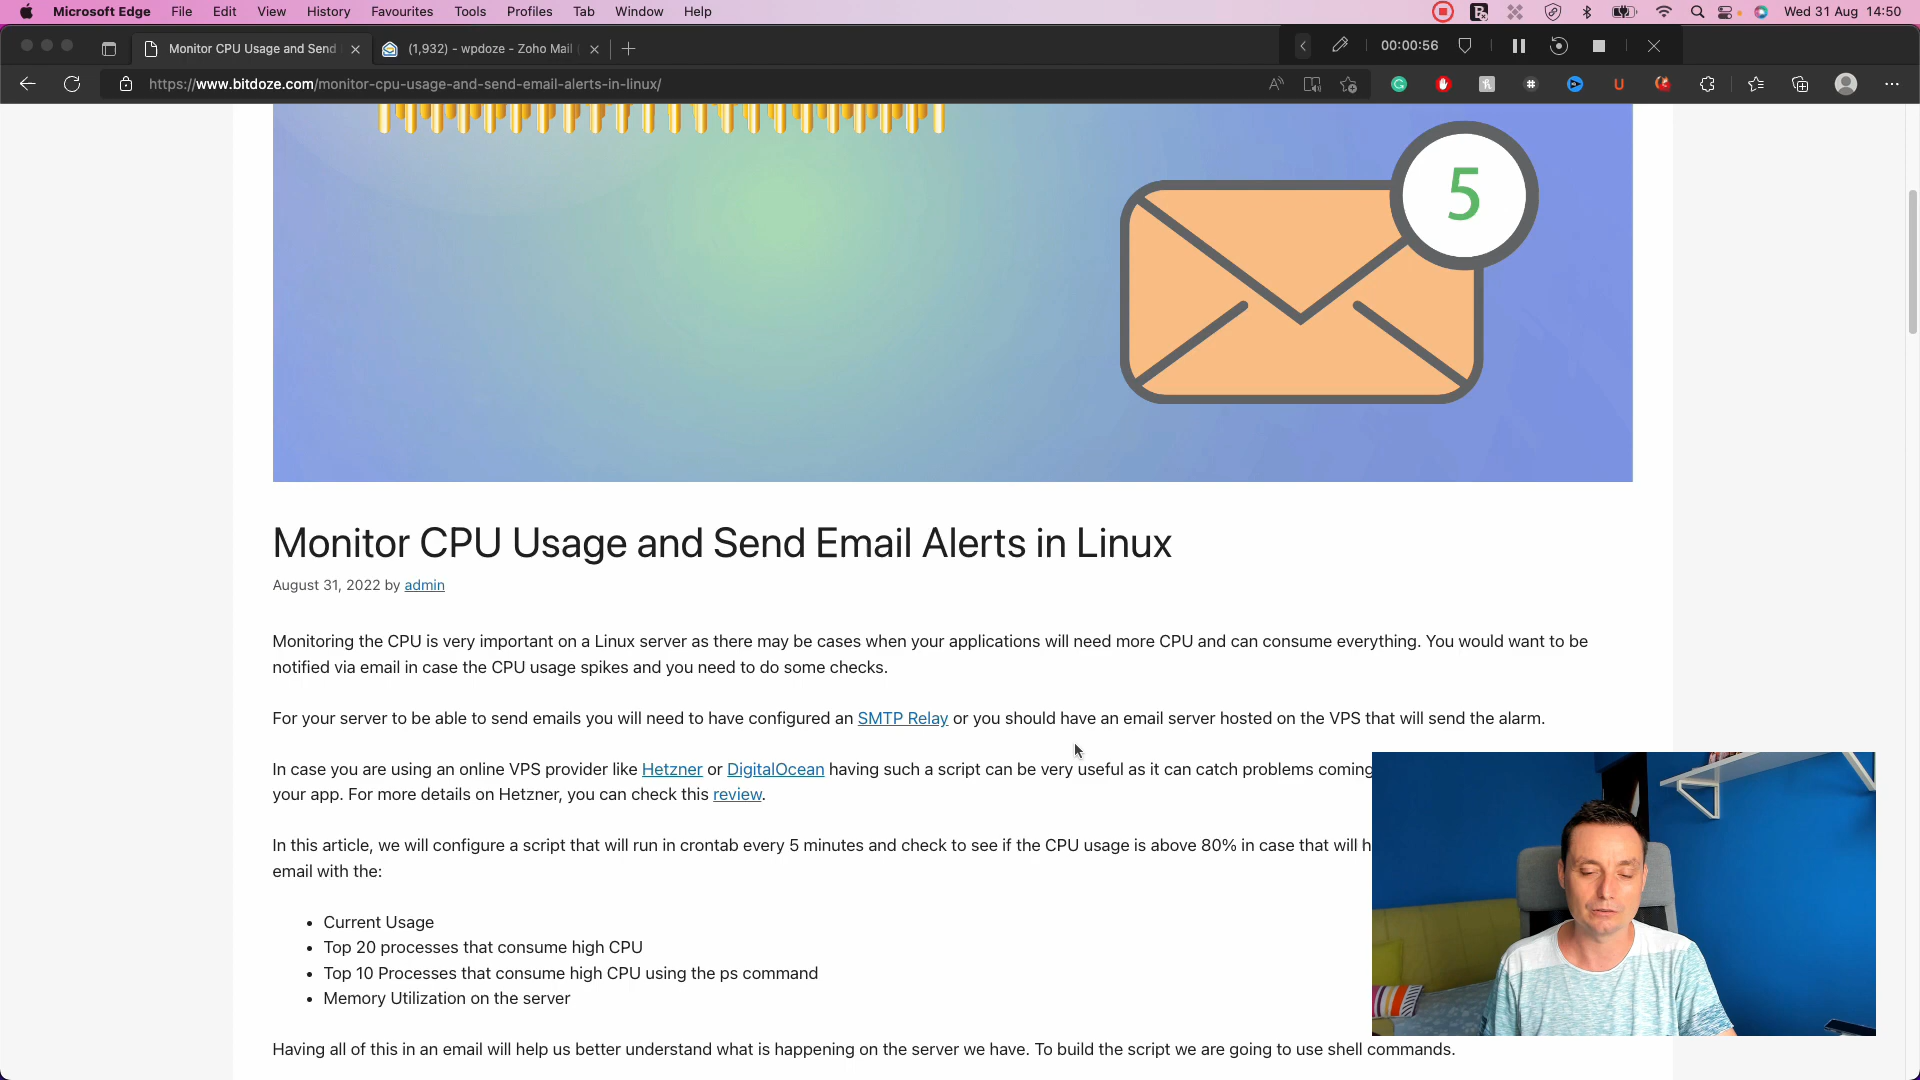 Microsoft Edge File Edit View History Favourites Tools Profiles Tab Window Help Wed 31 Aug 14:50
Monitor CPU Usage and Send (1,932) - wpdoze - Zoho Mail 00:00:56
https://www.bitdoze.com/monitor-cpu-usage-and-send-email-alerts-in-linux/
5
Monitor CPU Usage and Send Email Alerts in Linux
August 31, 2022 by admin
Monitoring the CPU is very important on a Linux server as there may be cases when your applications will need more CPU and can consume everything. You would want to be
notified via email in case the CPU usage spikes and you need to do some checks.
For your server to be able to send emails you will need to have configured an SMTP Relay or you should have an email server hosted on the VPS that will send the alarm.
In case you are using an online VPS provider like Hetzner or DigitalOcean having such a script can be very useful as it can catch problems coming
your app. For more details on Hetzner, you can check this review.
In this article, we will configure a script that will run in crontab every 5 minutes and check to see if the CPU usage is above 80% in case that will h
email with the:
• Current Usage
• Top 20 processes that consume high CPU
• Top 10 Processes that consume high CPU using the ps command
• Memory Utilization on the server
Having all of this in an email will help us better understand what is happening on the server we have. To build the script we are going to use shell commands.